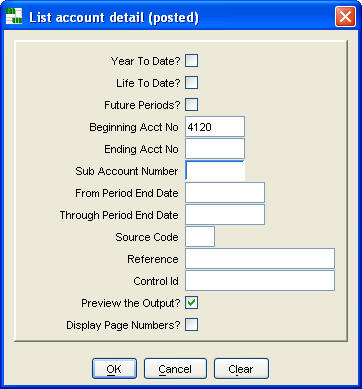 List account detail (posted)
Year To Date?
Life To Date?
Future Periods?
Beginning Acct No 4120
Ending Acct No
Sub Account Number
From Period End Date
Through Period End Date
Source Code
Reference
Control Id
Preview the Output?
Display Page Numbers?
OK Cancel Clear